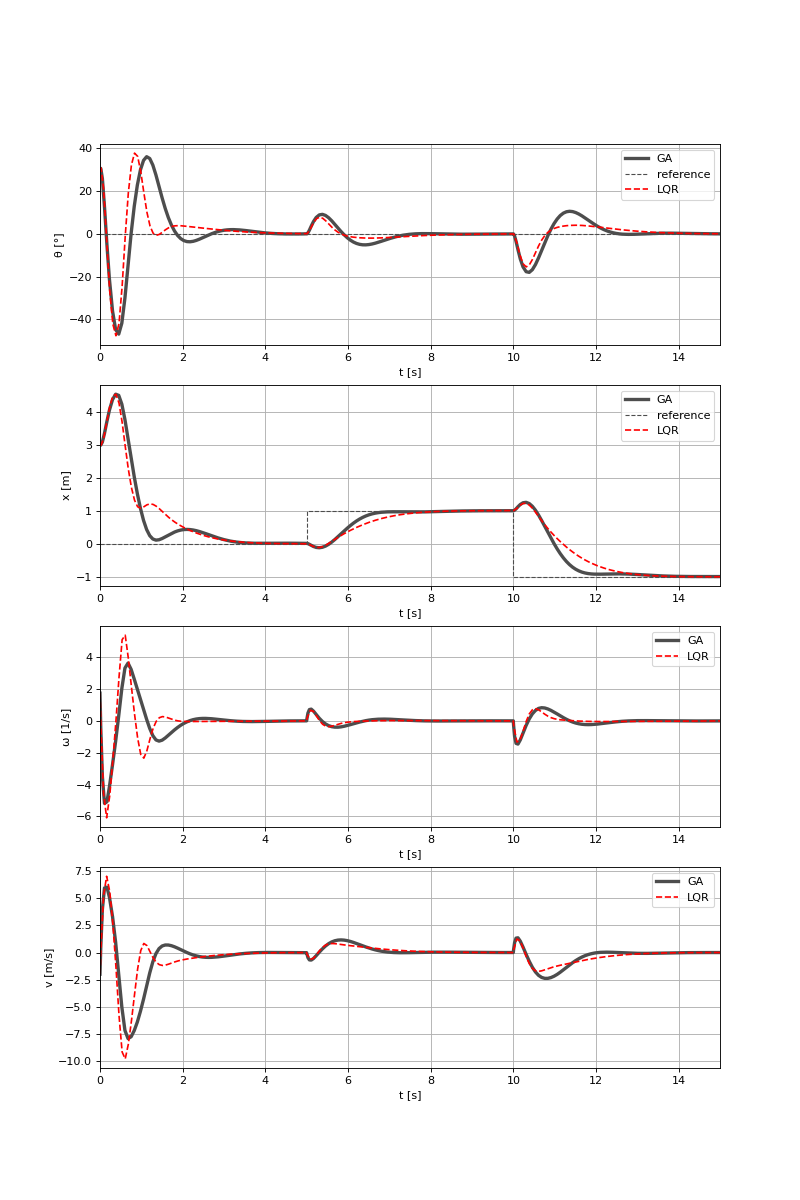 40
20
0
−20
−40
θ [°]
GA
reference
LQR
0 2 4 6 8 10 12 14
t [s]
4
3
2
1
0
−1
x [m]
GA
reference
LQR
0 2 4 6 8 10 12 14
t [s]
4
2
0
−2
−4
−6
ω [1/s]
GA
LQR
0 2 4 6 8 10 12 14
t [s]
7.5
5.0
2.5
0.0
−2.5
−5.0
−7.5
−10.0
v [m/s]
GA
LQR
0 2 4 6 8 10 12 14
t [s]